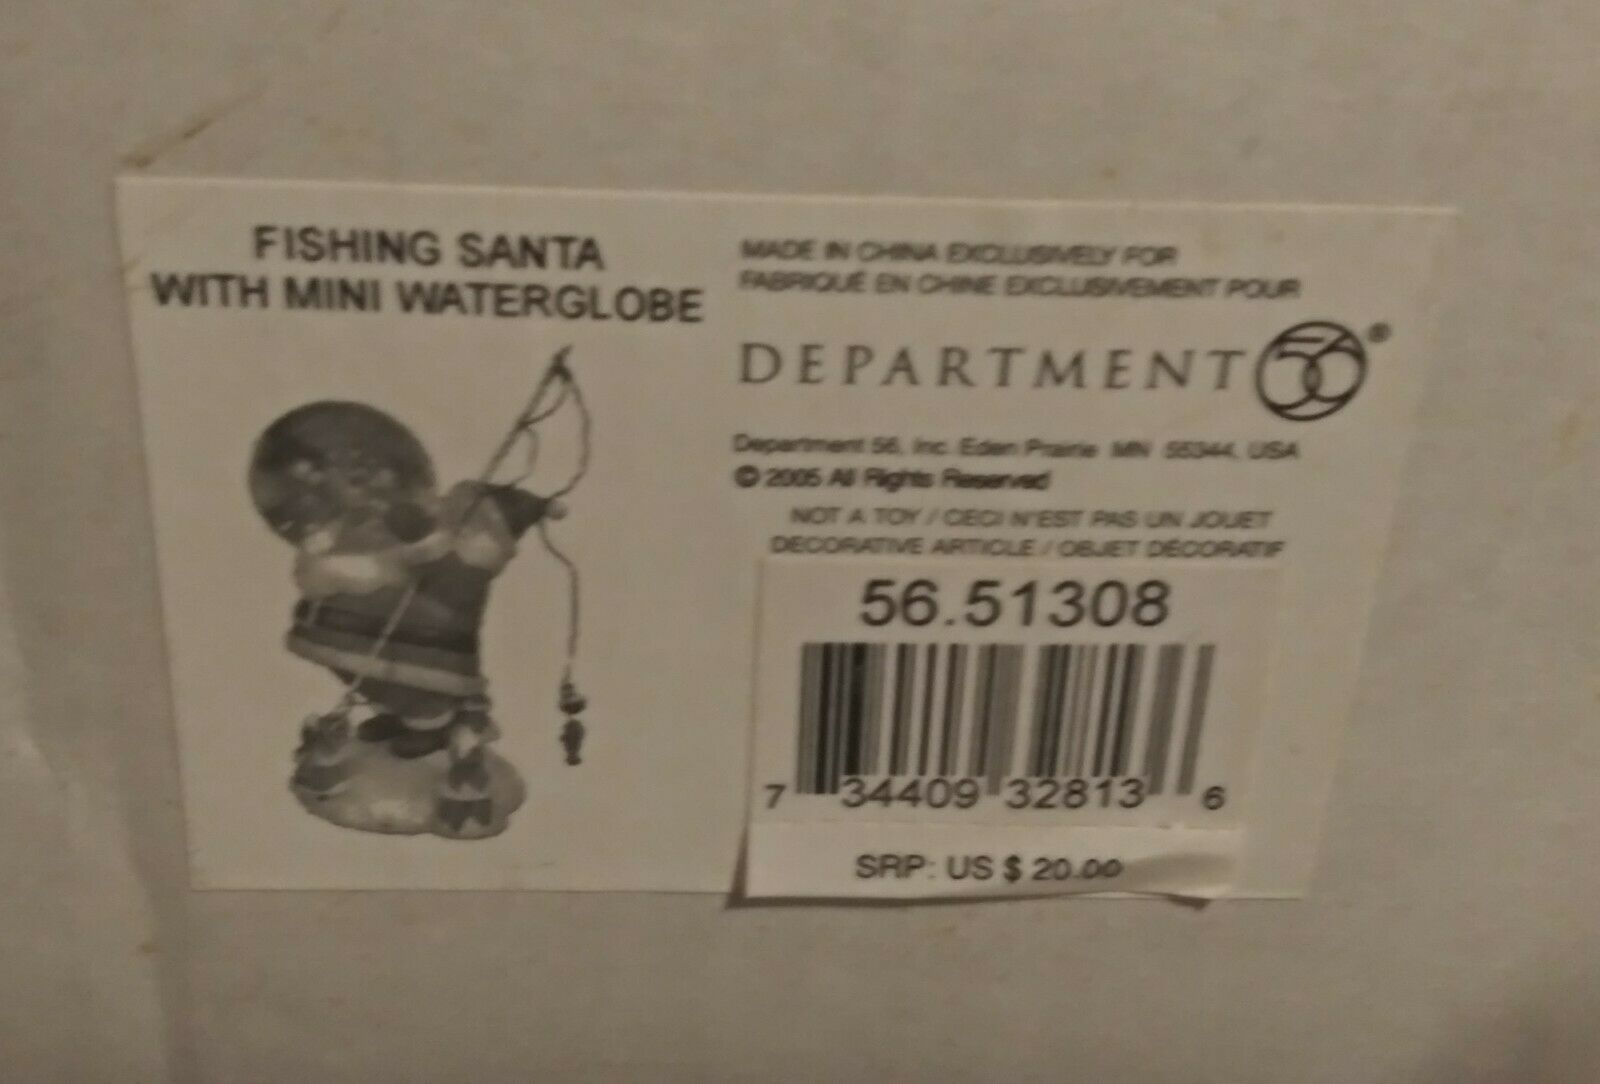 FISHING SANTA
WITH MINI WATERGLOBE
MADE IN CHINA EXCLUSIVELY FOR
FABRIQUÉ EN CHINE EXCLUSIVEMENT POUR
DEPARTMENT 56®
Department 56, Inc. Eden Prairie MN 55344, USA
© 2005 All Rights Reserved
NOT A TOY / CECI N'EST PAS UN JOUET
DECORATIVE ARTICLE / OBJET DÉCORATIF
56.51308
7 34409 32813 6
SRP: US $ 20.00